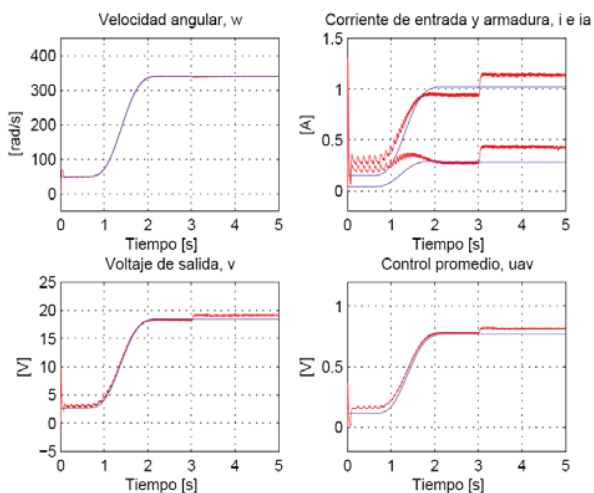 Velocidad angular, w
[rad/s]
400
300
200
100
0
0 1 2 3 4 5
Tiempo [s]
Corriente de entrada y armadura, i e ia
[A]
1.5
1
0.5
0
0 1 2 3 4 5
Tiempo [s]
Voltaje de salida, v
[V]
25
20
15
10
5
0
−5
0 1 2 3 4 5
Tiempo [s]
Control promedio, uav
[V]
1
0.5
0
0 1 2 3 4 5
Tiempo [s]